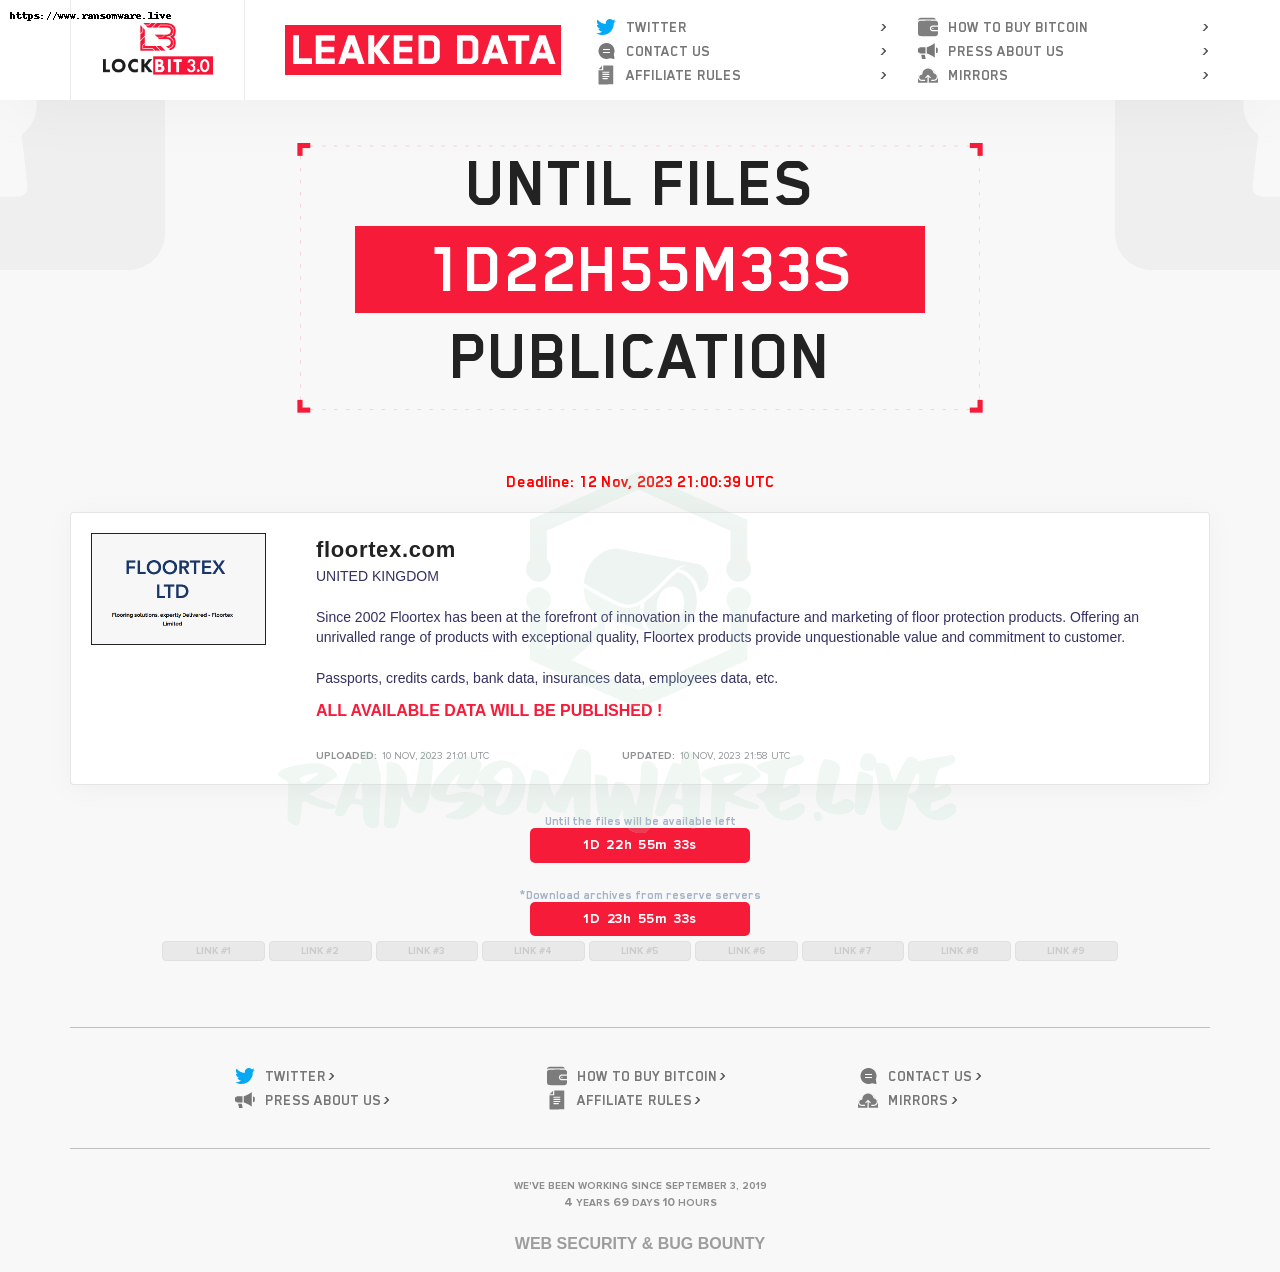 https://www.ransomware.live
LOCKBIT 3.0
LEAKED DATA
TWITTER >
CONTACT US >
AFFILIATE RULES >
HOW TO BUY BITCOIN >
PRESS ABOUT US >
MIRRORS >
UNTIL FILES
1D22H55M33S
PUBLICATION
Deadline: 12 Nov, 2023 21:00:39 UTC
FLOORTEX
LTD
Flooring solutions, expertly Delivered - Floortex
Limited
floortex.com
UNITED KINGDOM
Since 2002 Floortex has been at the forefront of innovation in the manufacture and marketing of floor protection products. Offering an
unrivalled range of products with exceptional quality, Floortex products provide unquestionable value and commitment to customer.
Passports, credits cards, bank data, insurances data, employees data, etc.
ALL AVAILABLE DATA WILL BE PUBLISHED !
UPLOADED: 10 NOV, 2023 21:01 UTC UPDATED: 10 NOV, 2023 21:58 UTC
RANSOMWARE.LIVE
Until the files will be available left
1D 22h 55m 33s
*Download archives from reserve servers
1D 23h 55m 33s
LINK #1 LINK #2 LINK #3 LINK #4 LINK #5 LINK #6 LINK #7 LINK #8 LINK #9
TWITTER > HOW TO BUY BITCOIN > CONTACT US >
PRESS ABOUT US > AFFILIATE RULES > MIRRORS >
WE'VE BEEN WORKING SINCE SEPTEMBER 3, 2019
4 YEARS 69 DAYS 10 HOURS
WEB SECURITY & BUG BOUNTY